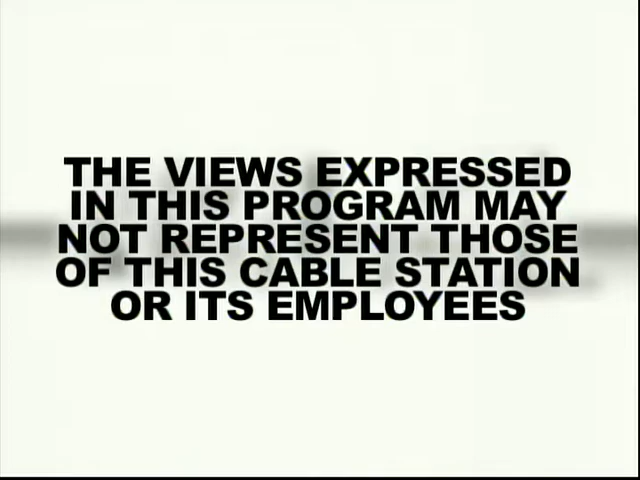 THE VIEWS EXPRESSED
IN THIS PROGRAM MAY
NOT REPRESENT THOSE
OF THIS CABLE STATION
OR ITS EMPLOYEES